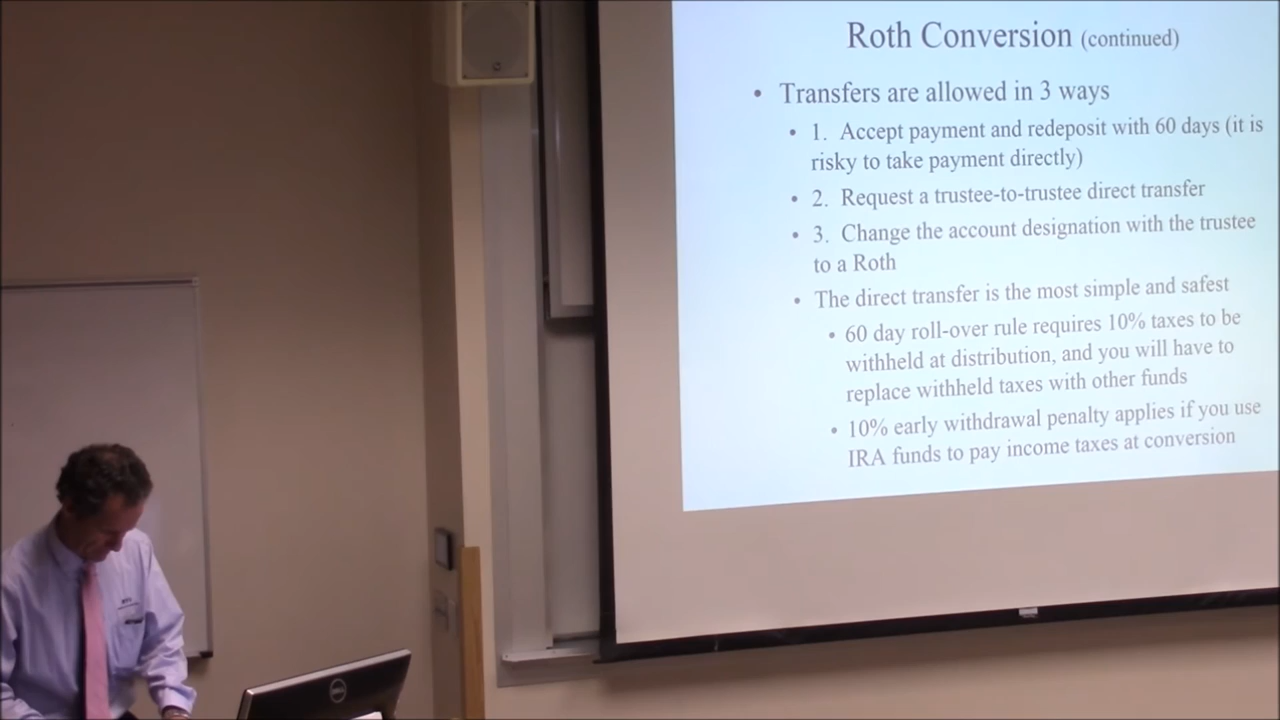 Roth Conversion (continued)
• Transfers are allowed in 3 ways
• 1. Accept payment and redeposit with 60 days (it is
risky to take payment directly)
• 2. Request a trustee-to-trustee direct transfer
• 3. Change the account designation with the trustee
to a Roth
• The direct transfer is the most simple and safest
• 60 day roll-over rule requires 10% taxes to be
withheld at distribution, and you will have to
replace withheld taxes with other funds
• 10% early withdrawal penalty applies if you use
IRA funds to pay income taxes at conversion
DELL